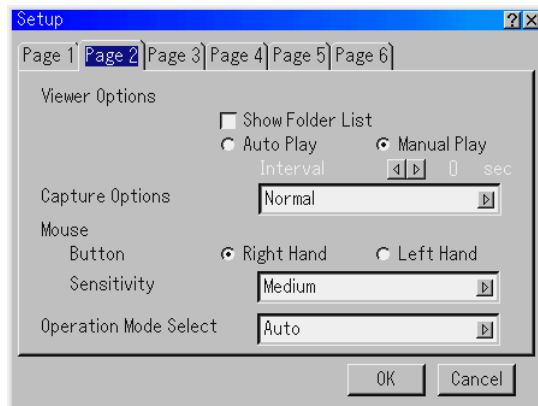 Setup
Page 1 Page 2 Page 3 Page 4 Page 5 Page 6
Viewer Options
Show Folder List
Auto Play Manual Play
Interval 0 sec
Capture Options Normal
Mouse
Button Right Hand Left Hand
Sensitivity Medium
Operation Mode Select Auto
OK Cancel